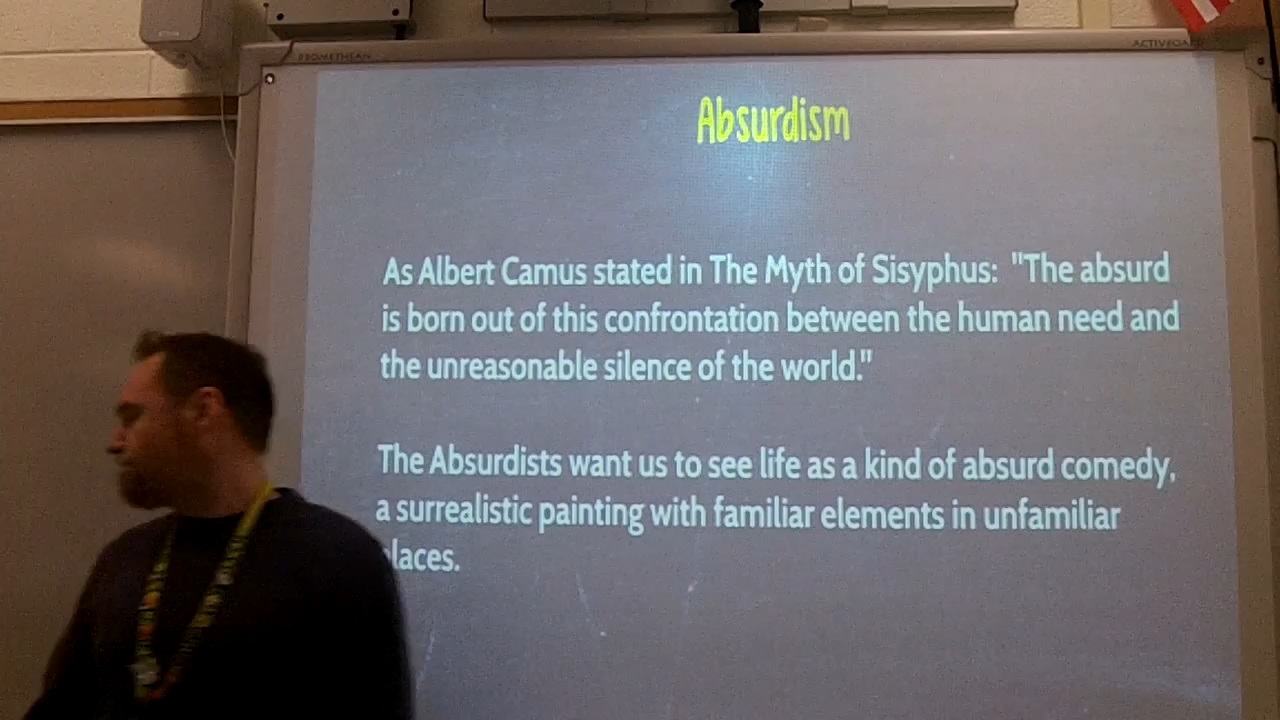 PROMETHEAN
ACTIVBOARD
Absurdism
As Albert Camus stated in The Myth of Sisyphus: "The absurd
is born out of this confrontation between the human need and
the unreasonable silence of the world."
The Absurdists want us to see life as a kind of absurd comedy,
a surrealistic painting with familiar elements in unfamiliar
laces.